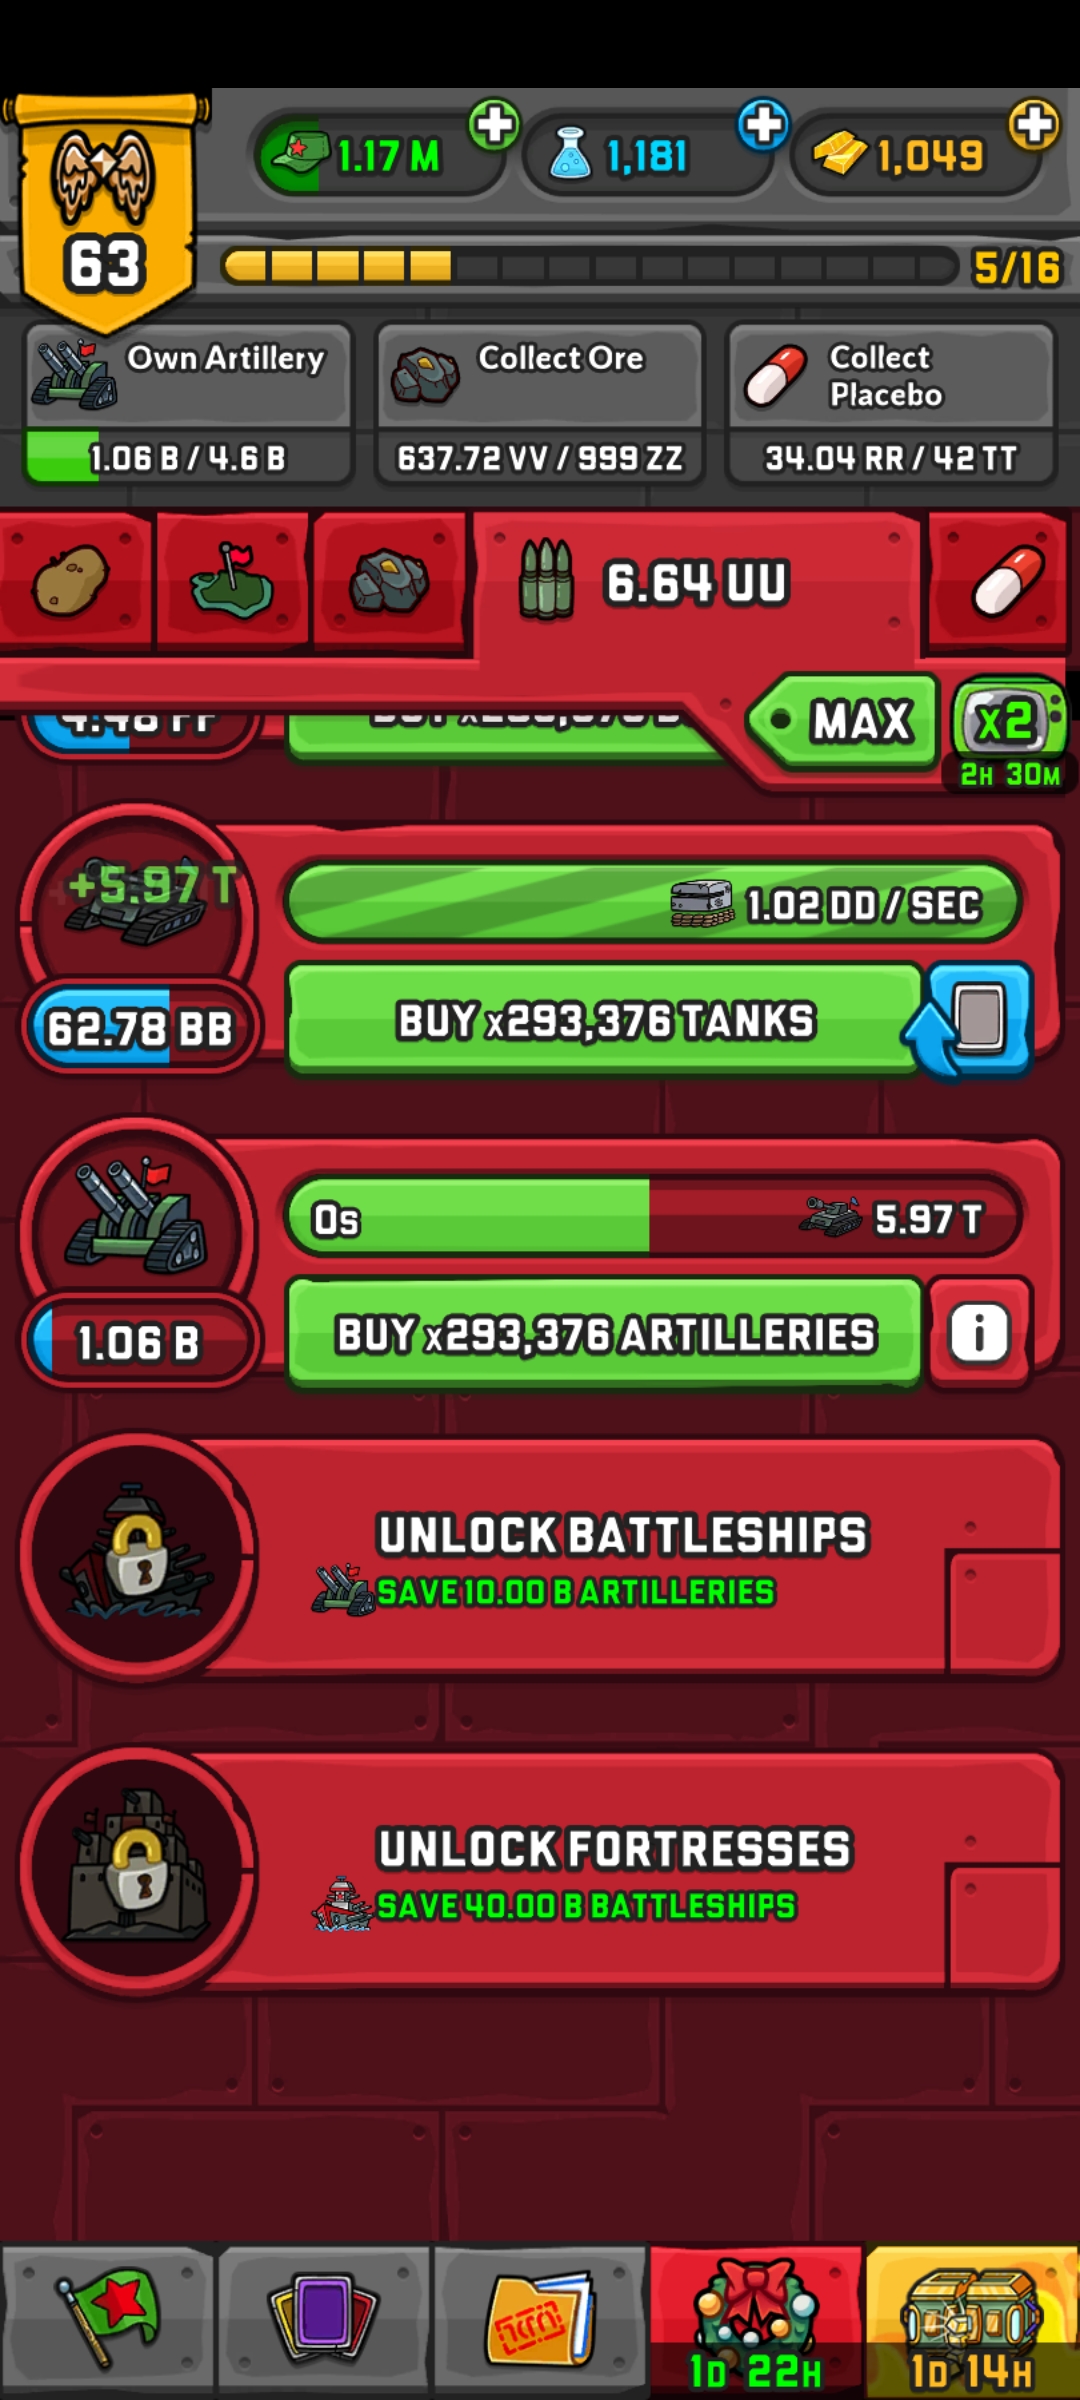 1.17 M
1,181
1,049
63
5/16
Own Artillery
Collect Ore
Collect
Placebo
1.06 B / 4.6 B
637.72 VV / 999 ZZ
34.04 RR / 42 TT
6.64 UU
MAX
x2
2H 30M
+5.97 T
1.02 DD / SEC
62.78 BB
BUY x293,376 TANKS
0s
5.97 T
1.06 B
BUY x293,376 ARTILLERIES
i
UNLOCK BATTLESHIPS
SAVE 10.00 B ARTILLERIES
UNLOCK FORTRESSES
SAVE 40.00 B BATTLESHIPS
1D 22H
1D 14H